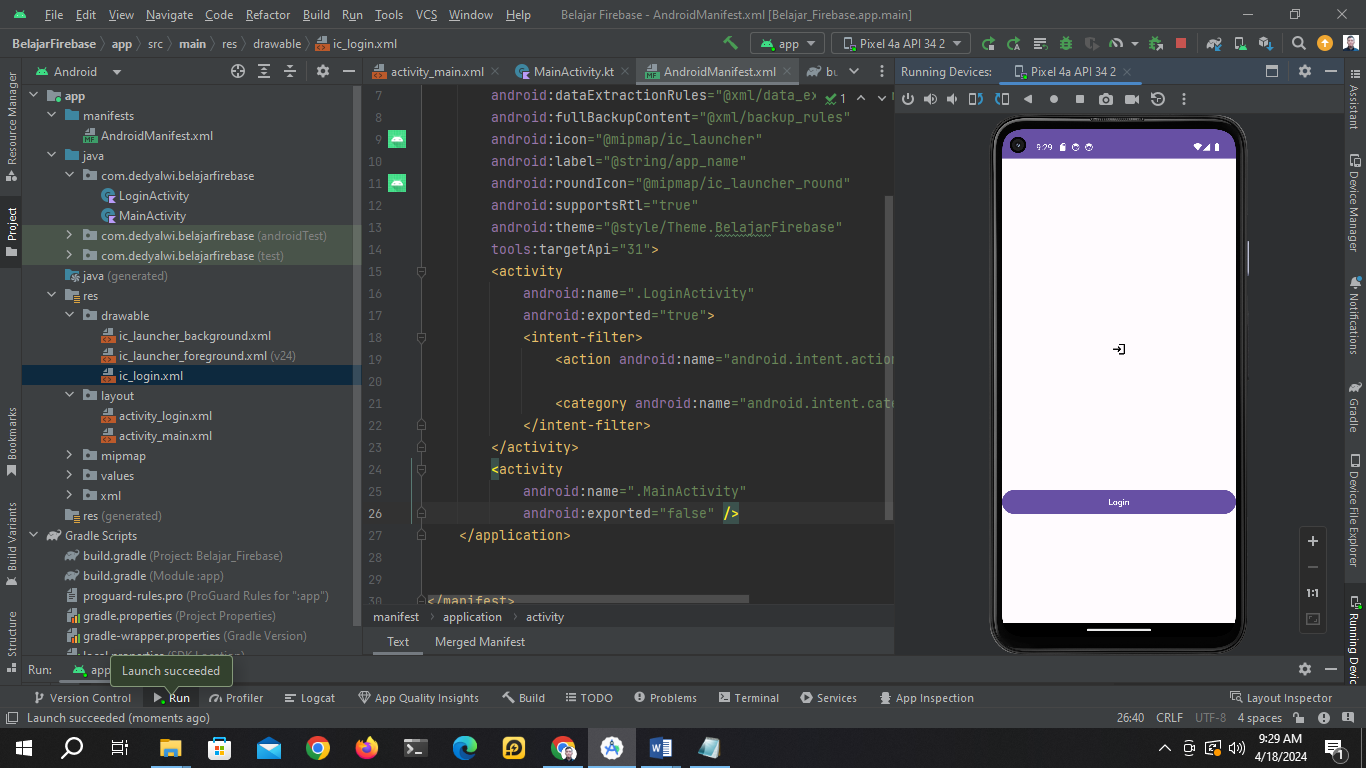 File Edit View Navigate Code Refactor Build Run Tools VCS Window Help Belajar Firebase - AndroidManifest.xml [Belajar_Firebase.app.main]
BelajarFirebase app src main res drawable ic_login.xml app Pixel 4a API 34 2
Android
activity_main.xml MainActivity.kt AndroidManifest.xml bu
Running Devices: Pixel 4a API 34 2
Resource Manager
Project
Bookmarks
Build Variants
Structure
app
manifests
AndroidManifest.xml
java
com.dedyalwi.belajarfirebase
LoginActivity
MainActivity
com.dedyalwi.belajarfirebase (androidTest)
com.dedyalwi.belajarfirebase (test)
java (generated)
res
drawable
ic_launcher_background.xml
ic_launcher_foreground.xml (v24)
ic_login.xml
layout
activity_login.xml
activity_main.xml
mipmap
values
xml
res (generated)
Gradle Scripts
build.gradle (Project: Belajar_Firebase)
build.gradle (Module :app)
proguard-rules.pro (ProGuard Rules for ":app")
gradle.properties (Project Properties)
gradle-wrapper.properties (Gradle Version)
1
7 android:dataExtractionRules="@xml/data_ex
8 android:fullBackupContent="@xml/backup_rules"
9 android:icon="@mipmap/ic_launcher"
10 android:label="@string/app_name"
11 android:roundIcon="@mipmap/ic_launcher_round"
12 android:supportsRtl="true"
13 android:theme="@style/Theme.BelajarFirebase"
14 tools:targetApi="31">
15 <activity
16 android:name=".LoginActivity"
17 android:exported="true">
18 <intent-filter>
19 <action android:name="android.intent.action
20
21 <category android:name="android.intent.cate
22 </intent-filter>
23 </activity>
24 <activity
25 android:name=".MainActivity"
26 android:exported="false" />
27 </application>
28
29
30 </manifest>
manifest application activity
Text Merged Manifest
9:29
Login
1:1
Assistant
Device Manager
Notifications
Gradle
Device File Explorer
Running Devic
Run: app
Launch succeeded
Version Control Run Profiler Logcat App Quality Insights Build TODO Problems Terminal Services App Inspection Layout Inspector
Launch succeeded (moments ago) 26:40 CRLF UTF-8 4 spaces
9:29 AM
4/18/2024
1